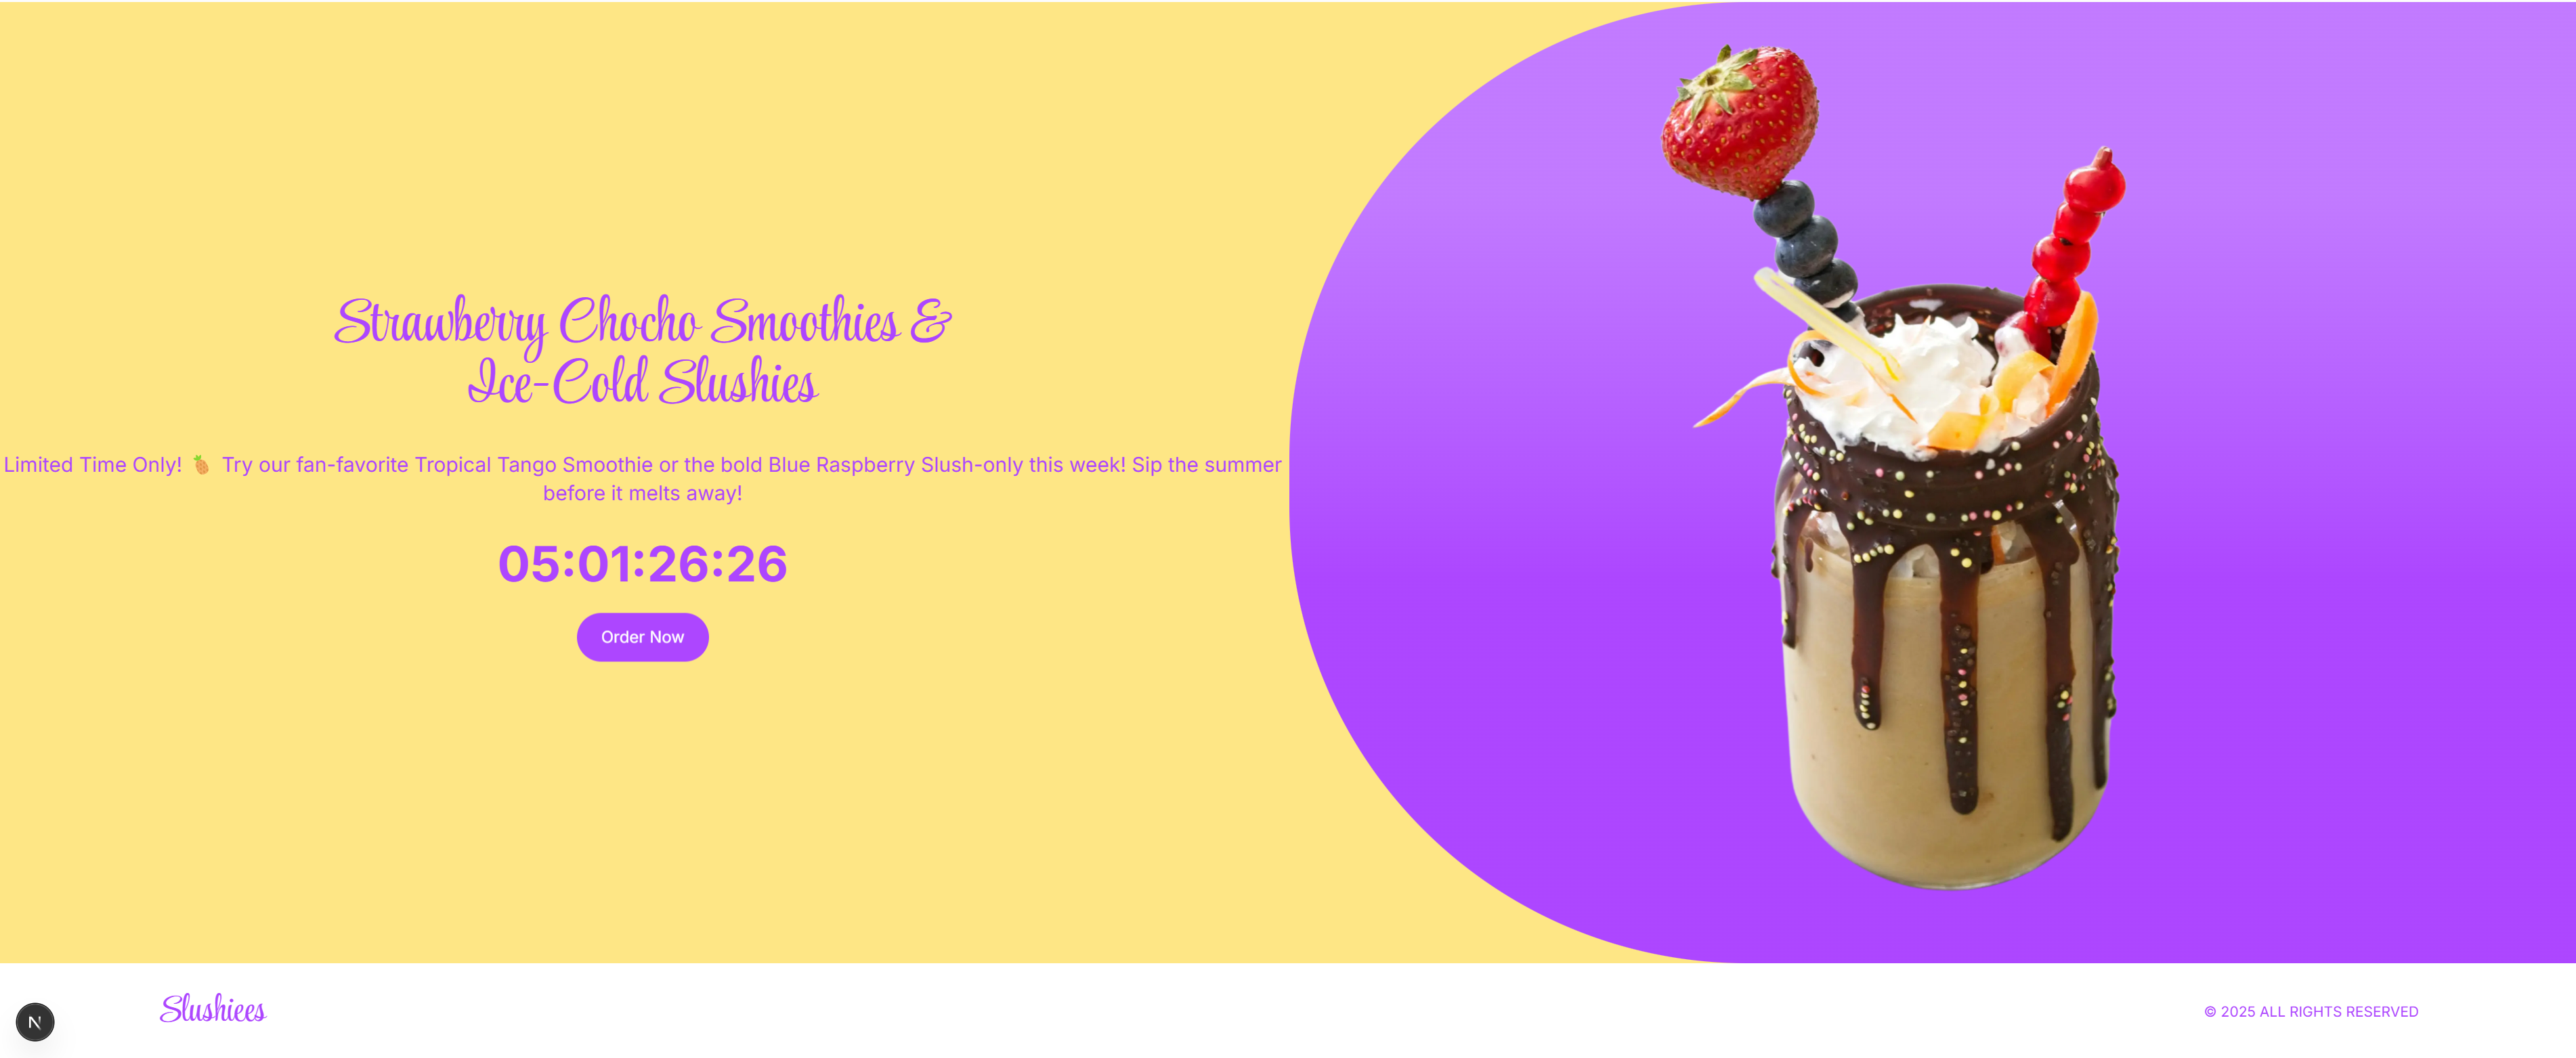 Strawberry Chocho Smoothies &
Ice-Cold Slushies
Limited Time Only! 🍍 Try our fan-favorite Tropical Tango Smoothie or the bold Blue Raspberry Slush-only this week! Sip the summer
before it melts away!
05:01:26:26
Order Now
Slushiees
© 2025 ALL RIGHTS RESERVED
N